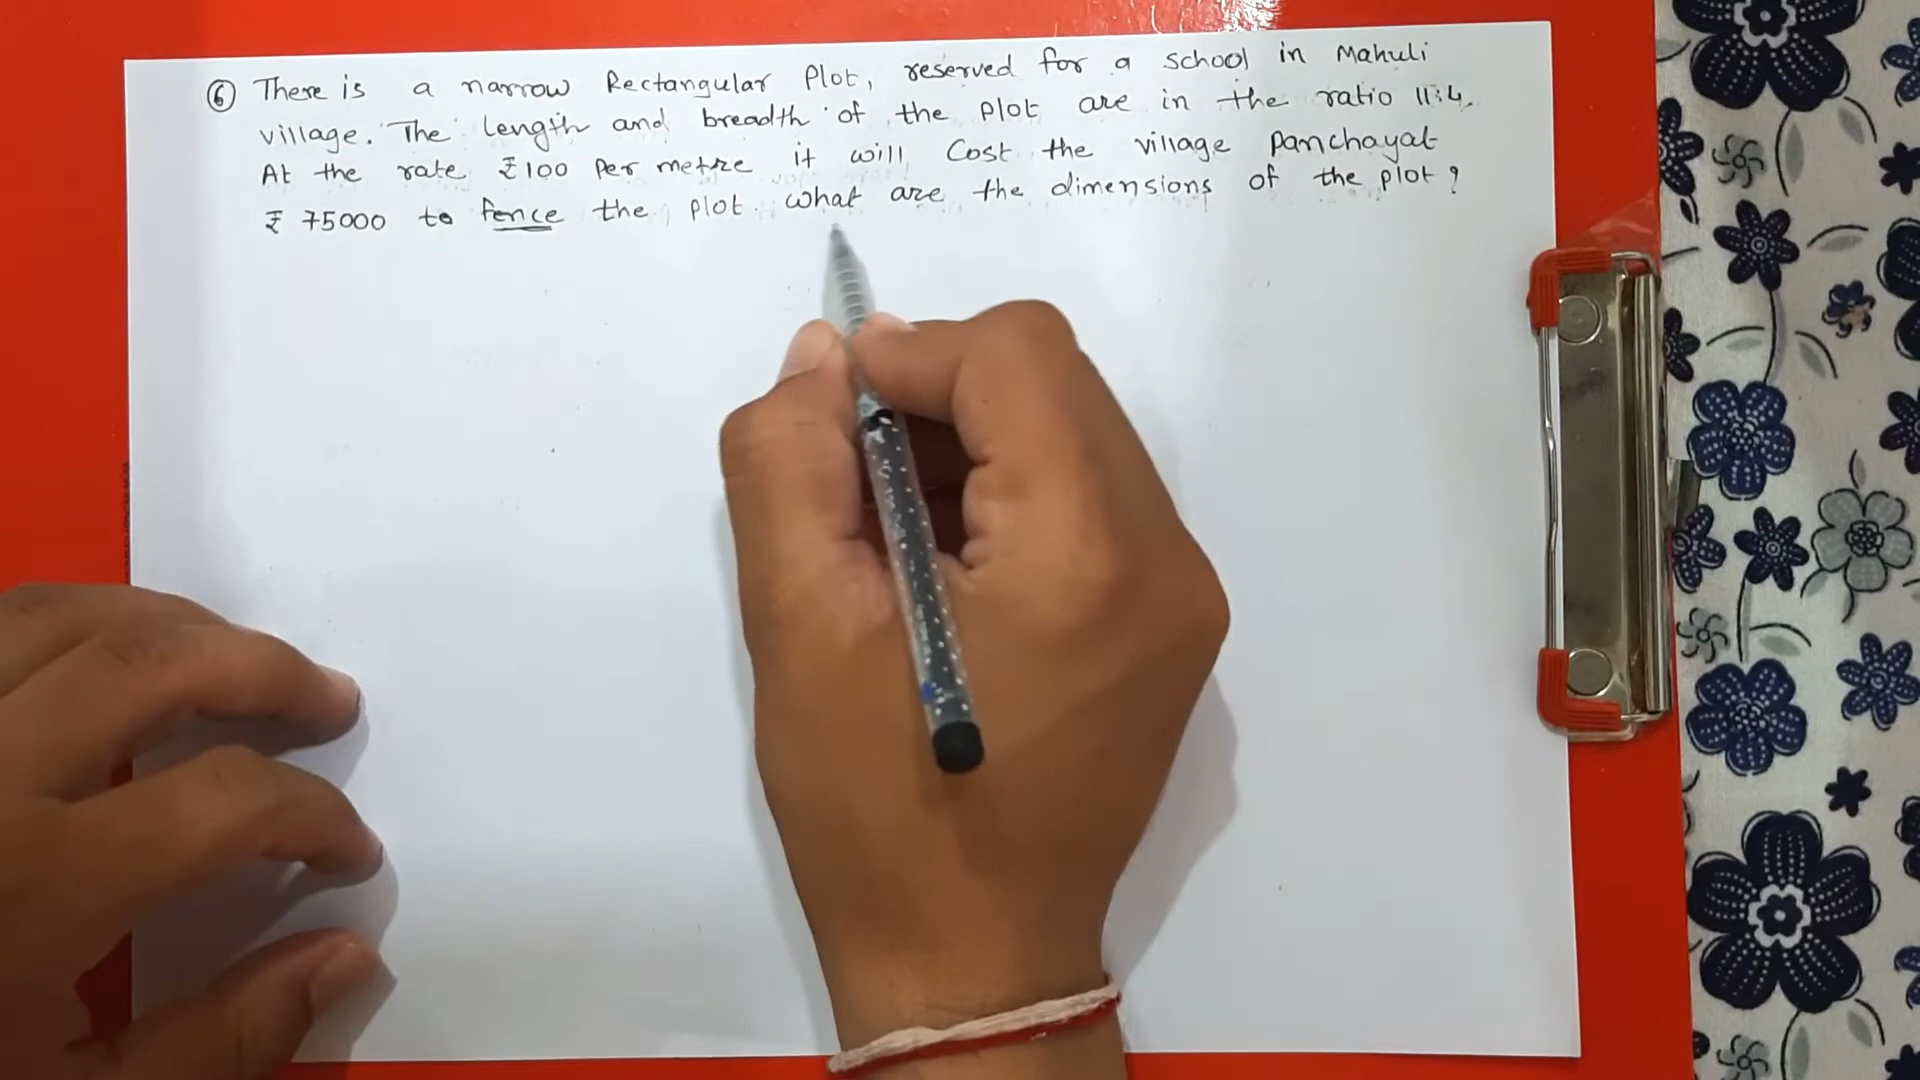 ⑥ There is a narrow Rectangular Plot, reserved for a school in Mahuli
village. The length and breadth of the plot are in the ratio 11:4.
At the rate ₹100 Per metre it will Cost the village panchayat
₹ 75000 to fence the plot. what are the dimensions of the plot?